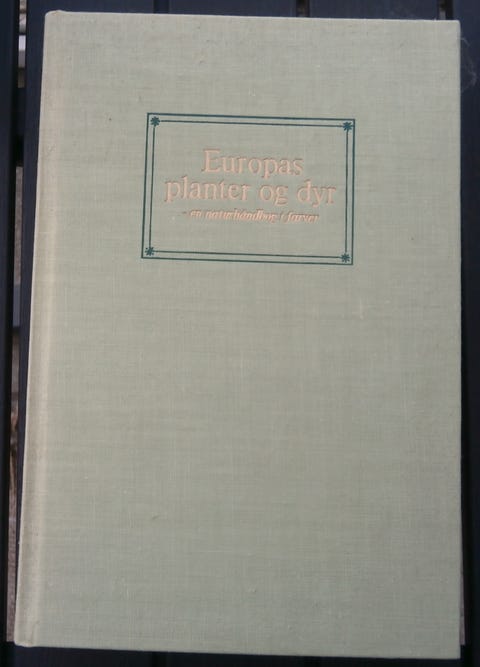 Europas
planter og dyr
- en naturhåndbog i farver